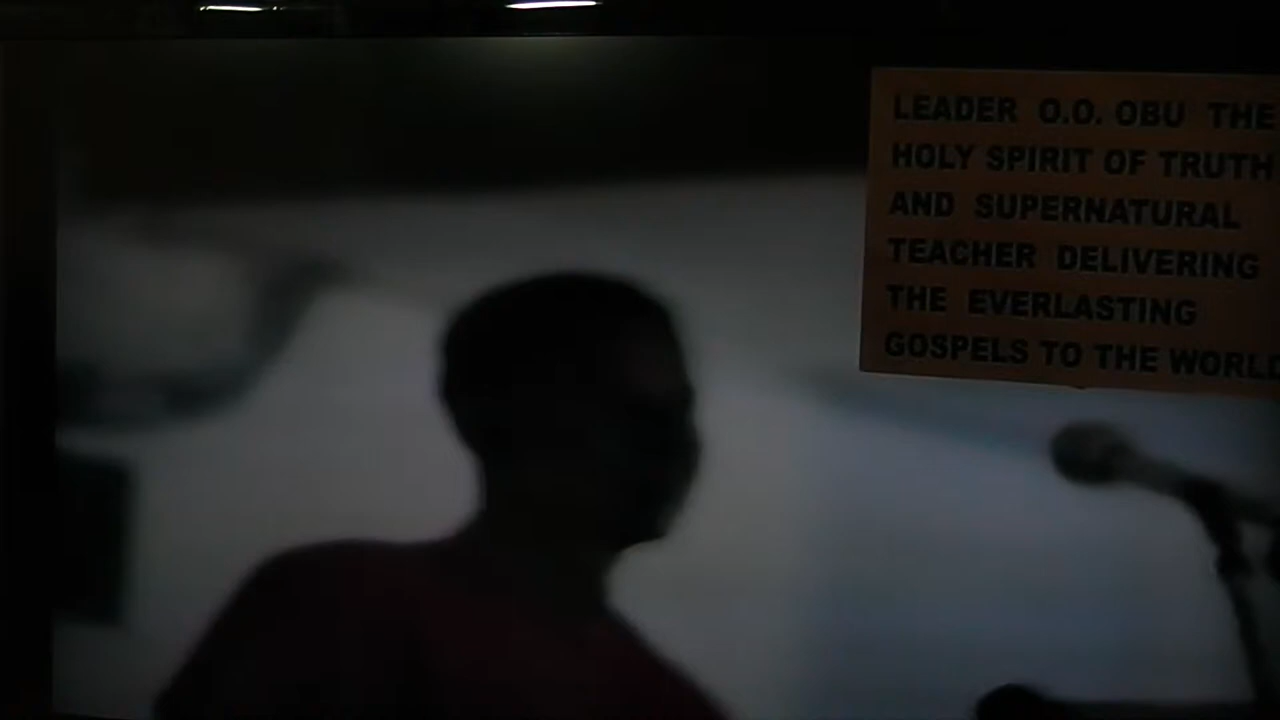 LEADER O.O. OBU THE
HOLY SPIRIT OF TRUTH
AND SUPERNATURAL
TEACHER DELIVERING
THE EVERLASTING
GOSPELS TO THE WORLD